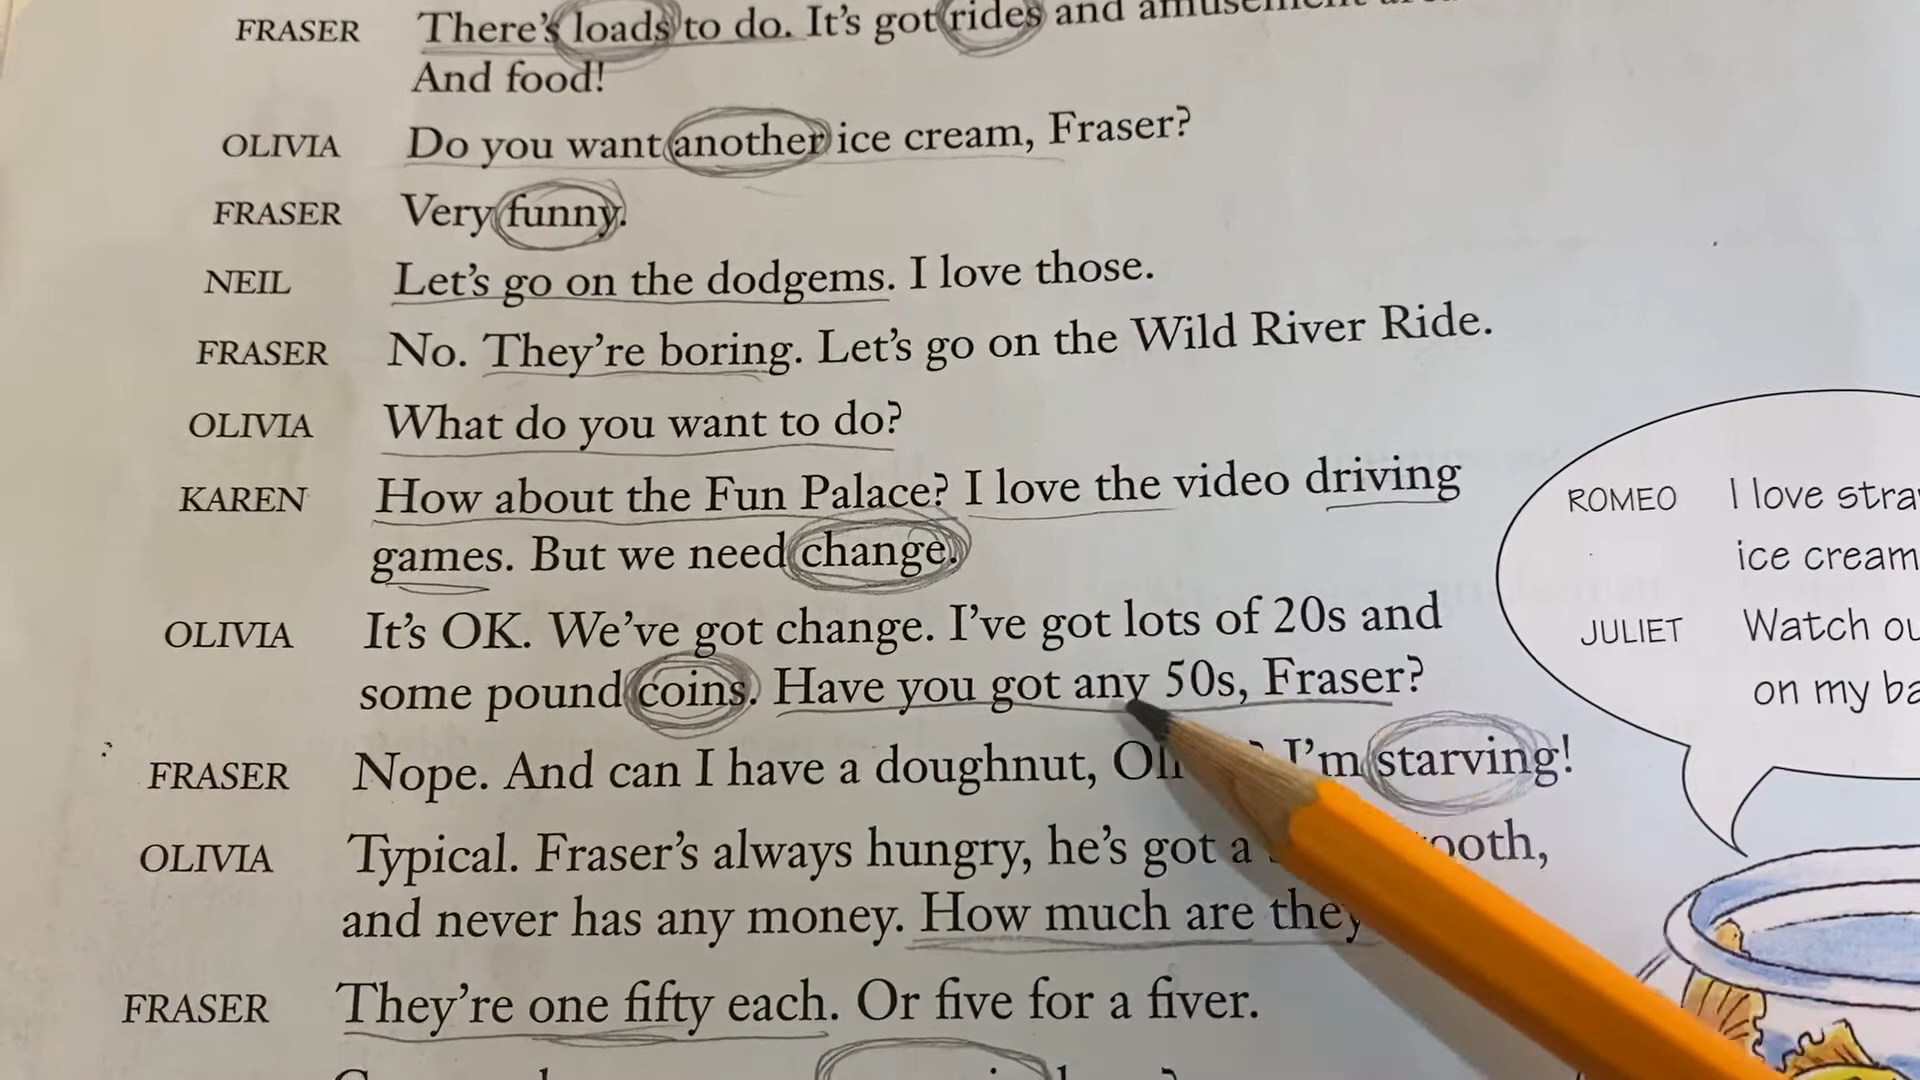 FRASER There's loads to do. It's got rides and amusement
And food!
OLIVIA Do you want another ice cream, Fraser?
FRASER Very funny.
NEIL Let's go on the dodgems. I love those.
FRASER No. They're boring. Let's go on the Wild River Ride.
OLIVIA What do you want to do?
KAREN How about the Fun Palace? I love the video driving
games. But we need change.
OLIVIA It's OK. We've got change. I've got lots of 20s and
some pound coins. Have you got any 50s, Fraser?
FRASER Nope. And can I have a doughnut, I'm starving!
OLIVIA Typical. Fraser's always hungry, he's got a
and never has any money. How much are they
FRASER They're one fifty each. Or five for a fiver.
ROMEO I love
ice cream
JULIET Watch
on my